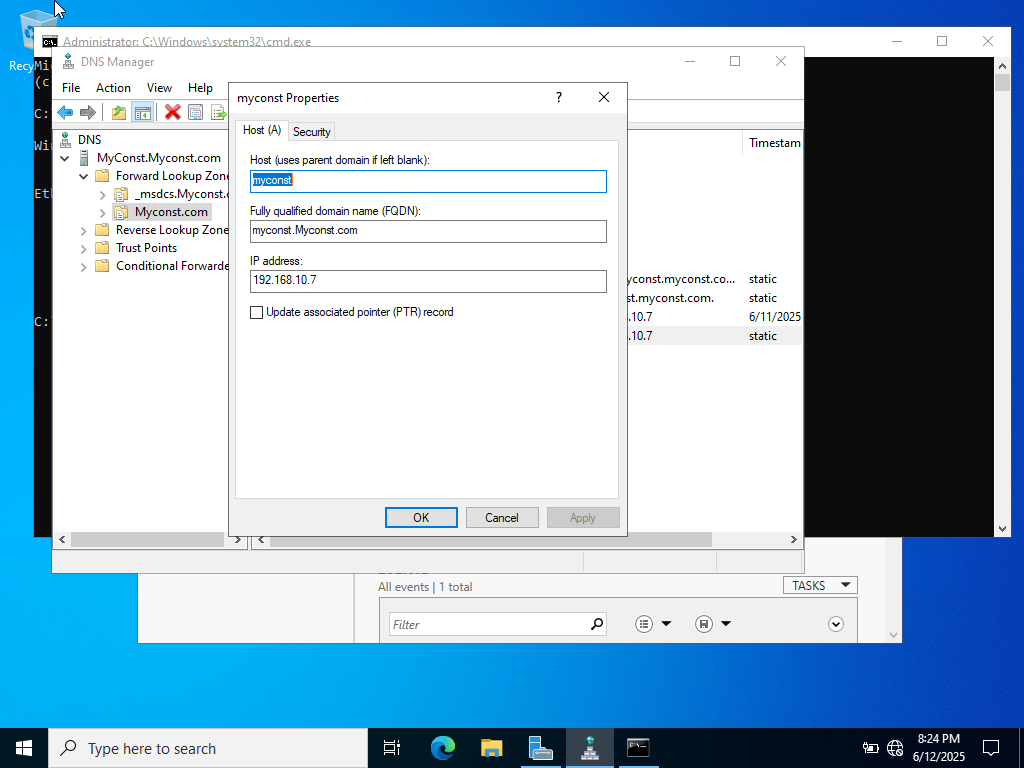 Recy
Administrator: C:\Windows\system32\cmd.exe
Mi
(c
C:
Wi
Et
C:
DNS Manager
File Action View Help
DNS
MyConst.Myconst.com
Forward Lookup Zone
_msdcs.Myconst.c
Myconst.com
Reverse Lookup Zone
Trust Points
Conditional Forwarde
Timestam
yconst.myconst.co... static
st.myconst.com. static
.10.7 6/11/2025
.10.7 static
myconst Properties
?
Host (A) Security
Host (uses parent domain if left blank):
myconst
Fully qualified domain name (FQDN):
myconst.Myconst.com
IP address:
192.168.10.7
Update associated pointer (PTR) record
OK Cancel Apply
All events | 1 total
TASKS
Filter
Type here to search
8:24 PM
6/12/2025